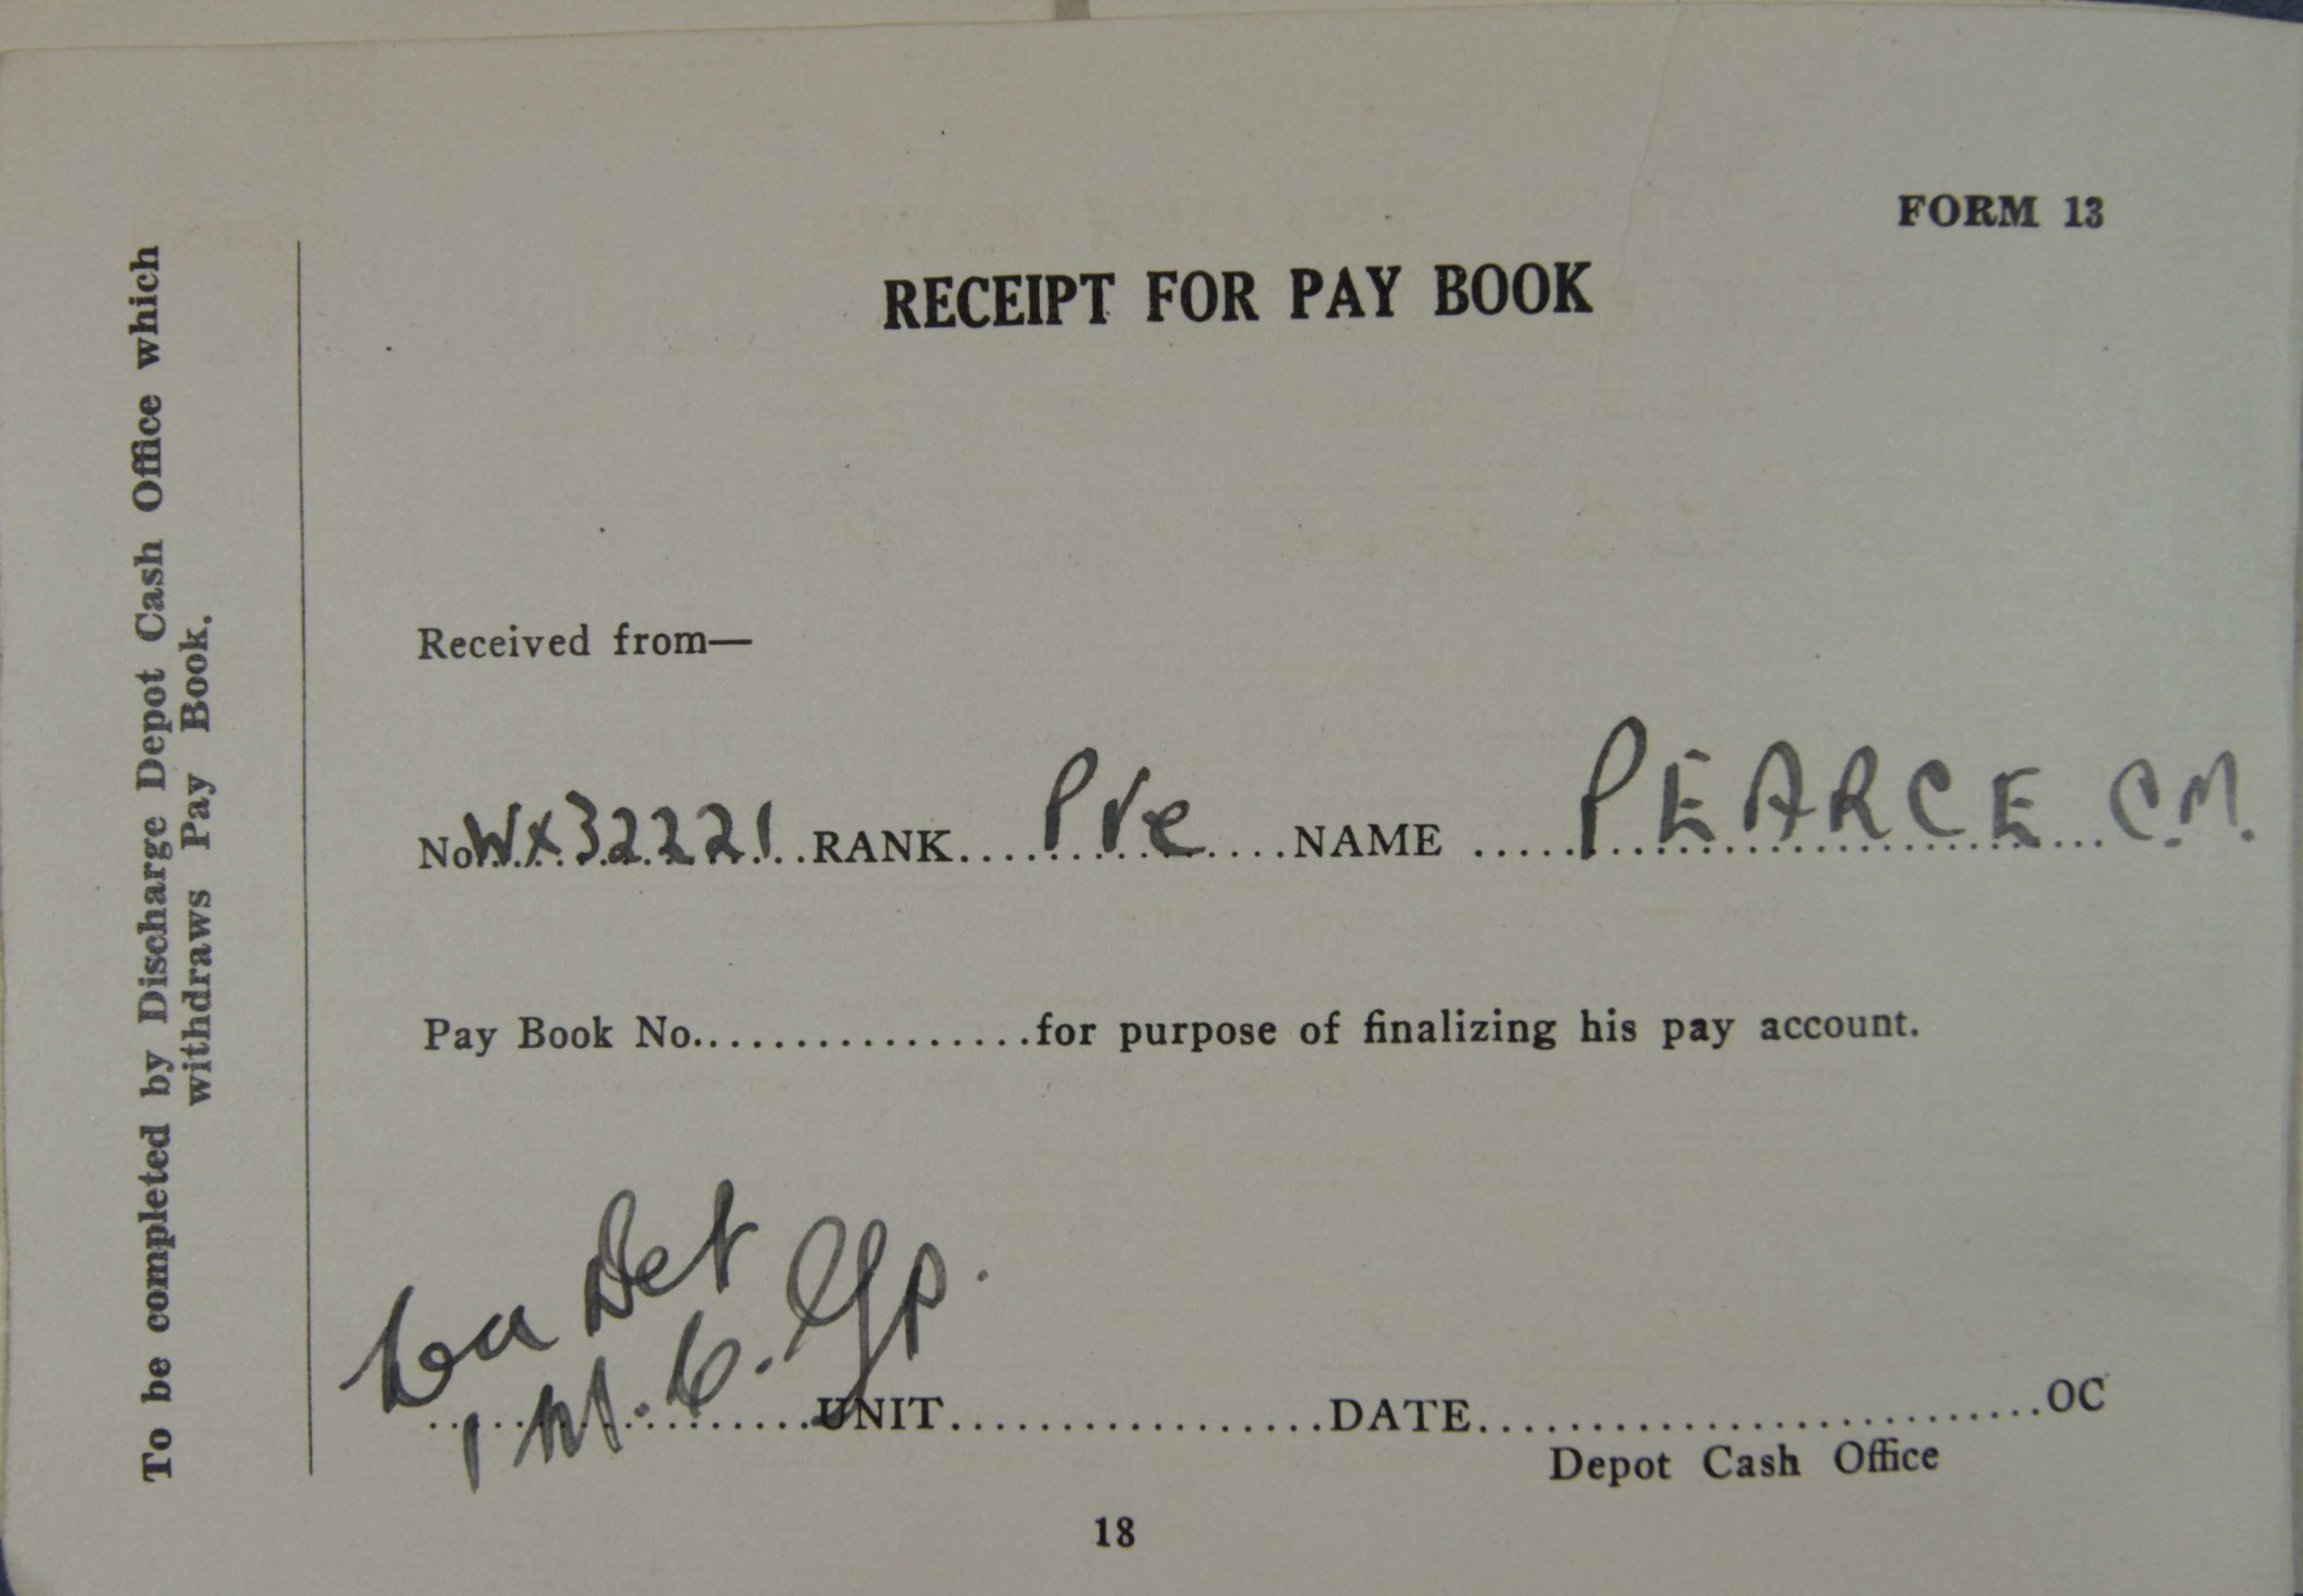 FORM 13
RECEIPT FOR PAY BOOK
To be completed by Discharge Depot Cash Office which
withdraws Pay Book.
Received from—
No. WX32221 RANK Pte NAME PEARCE C.M.
Pay Book No.................for purpose of finalizing his pay account.
Det
1 M. C. Gp.
....................UNIT...................DATE............................OC
Depot Cash Office
18